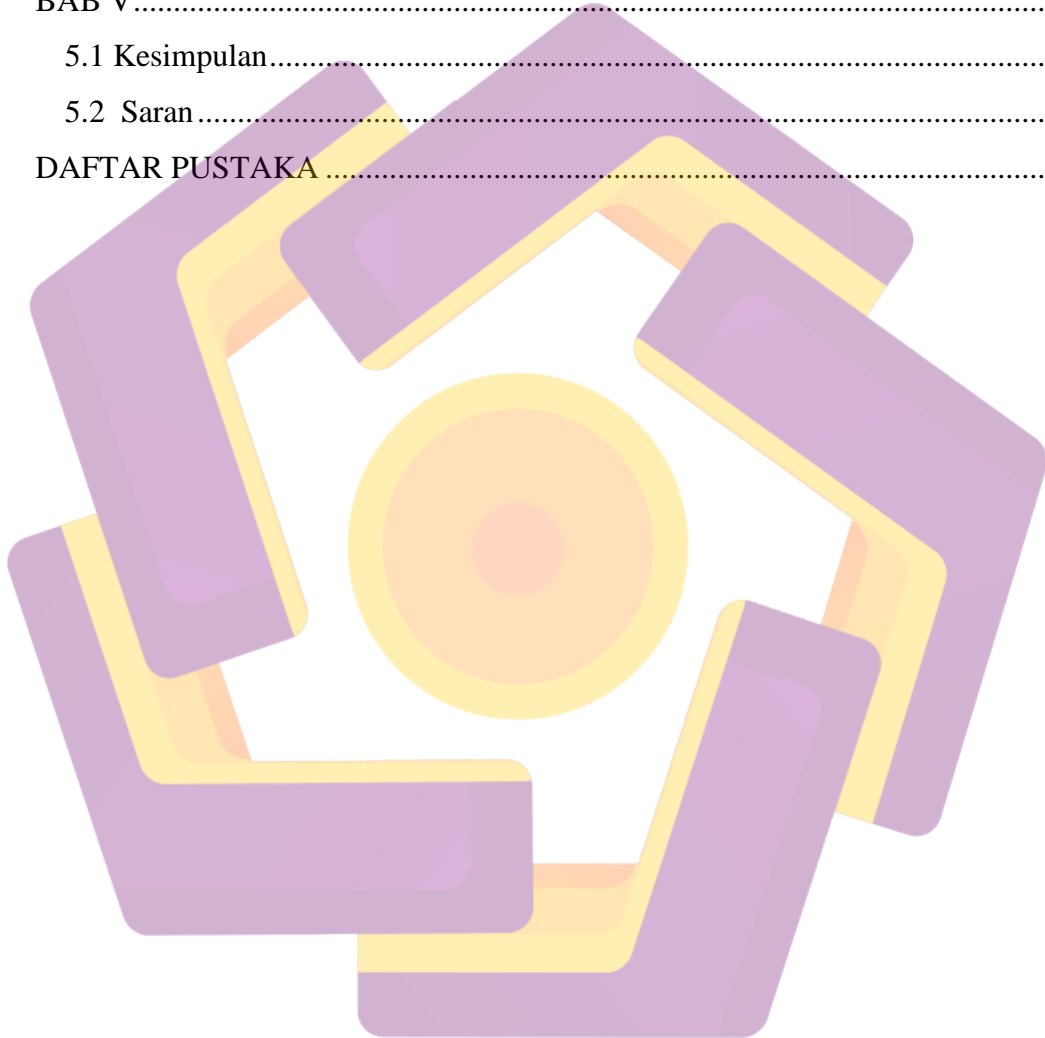 BAB V........................................................................................................
5.1 Kesimpulan..........................................................................................
5.2  Saran...................................................................................................
DAFTAR PUSTAKA ...................................................................................